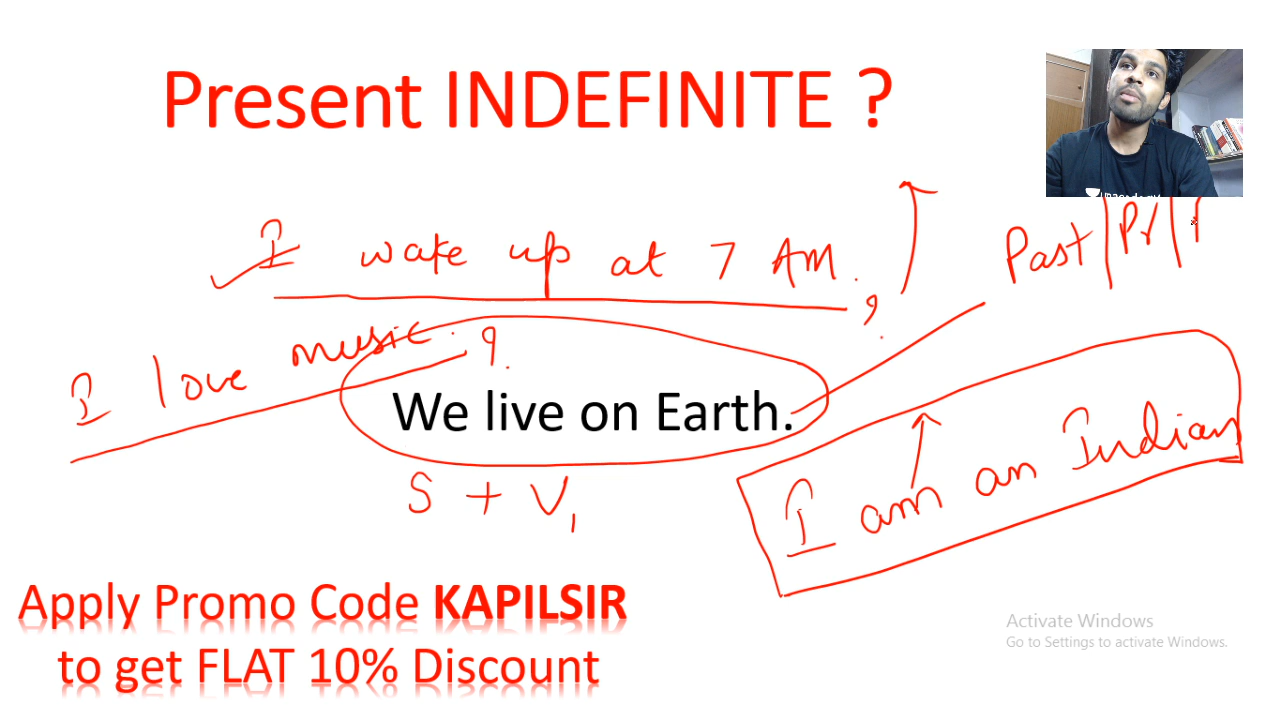 Present INDEFINITE ?
I wake up at 7 AM.
Past | Pr |
I love music.
We live on Earth.
I am an Indian
S + V1
Apply Promo Code KAPILSIR
to get FLAT 10% Discount
Activate Windows
Go to Settings to activate Windows.